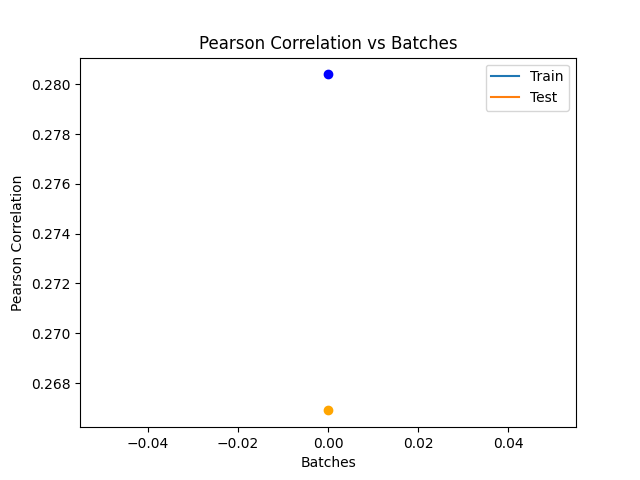 Pearson Correlation vs Batches
Train
Test
Pearson Correlation
0.280
0.278
0.276
0.274
0.272
0.270
0.268
−0.04
−0.02
0.00
0.02
0.04
Batches